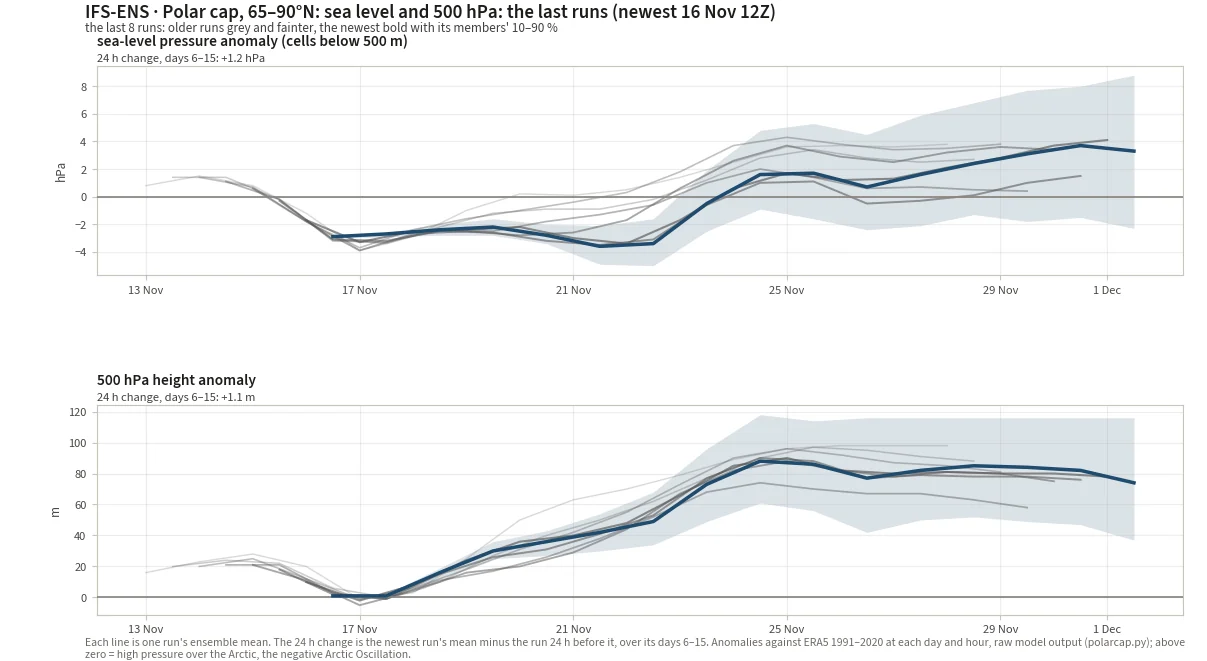 IFS-ENS · Polar cap, 65–90°N: sea level and 500 hPa: the last runs (newest 16 Nov 12Z)
the last 8 runs: older runs grey and fainter, the newest bold with its members' 10–90 %
sea-level pressure anomaly (cells below 500 m)
24 h change, days 6–15: +1.2 hPa
8
6
4
2
0
−2
−4
hPa
13 Nov
17 Nov
21 Nov
25 Nov
29 Nov
1 Dec
500 hPa height anomaly
24 h change, days 6–15: +1.1 m
120
100
80
60
40
20
0
m
13 Nov
17 Nov
21 Nov
25 Nov
29 Nov
1 Dec
Each line is one run's ensemble mean. The 24 h change is the newest run's mean minus the run 24 h before it, over its days 6–15. Anomalies against ERA5 1991–2020 at each day and hour, raw model output (polarcap.py); above
zero = high pressure over the Arctic, the negative Arctic Oscillation.